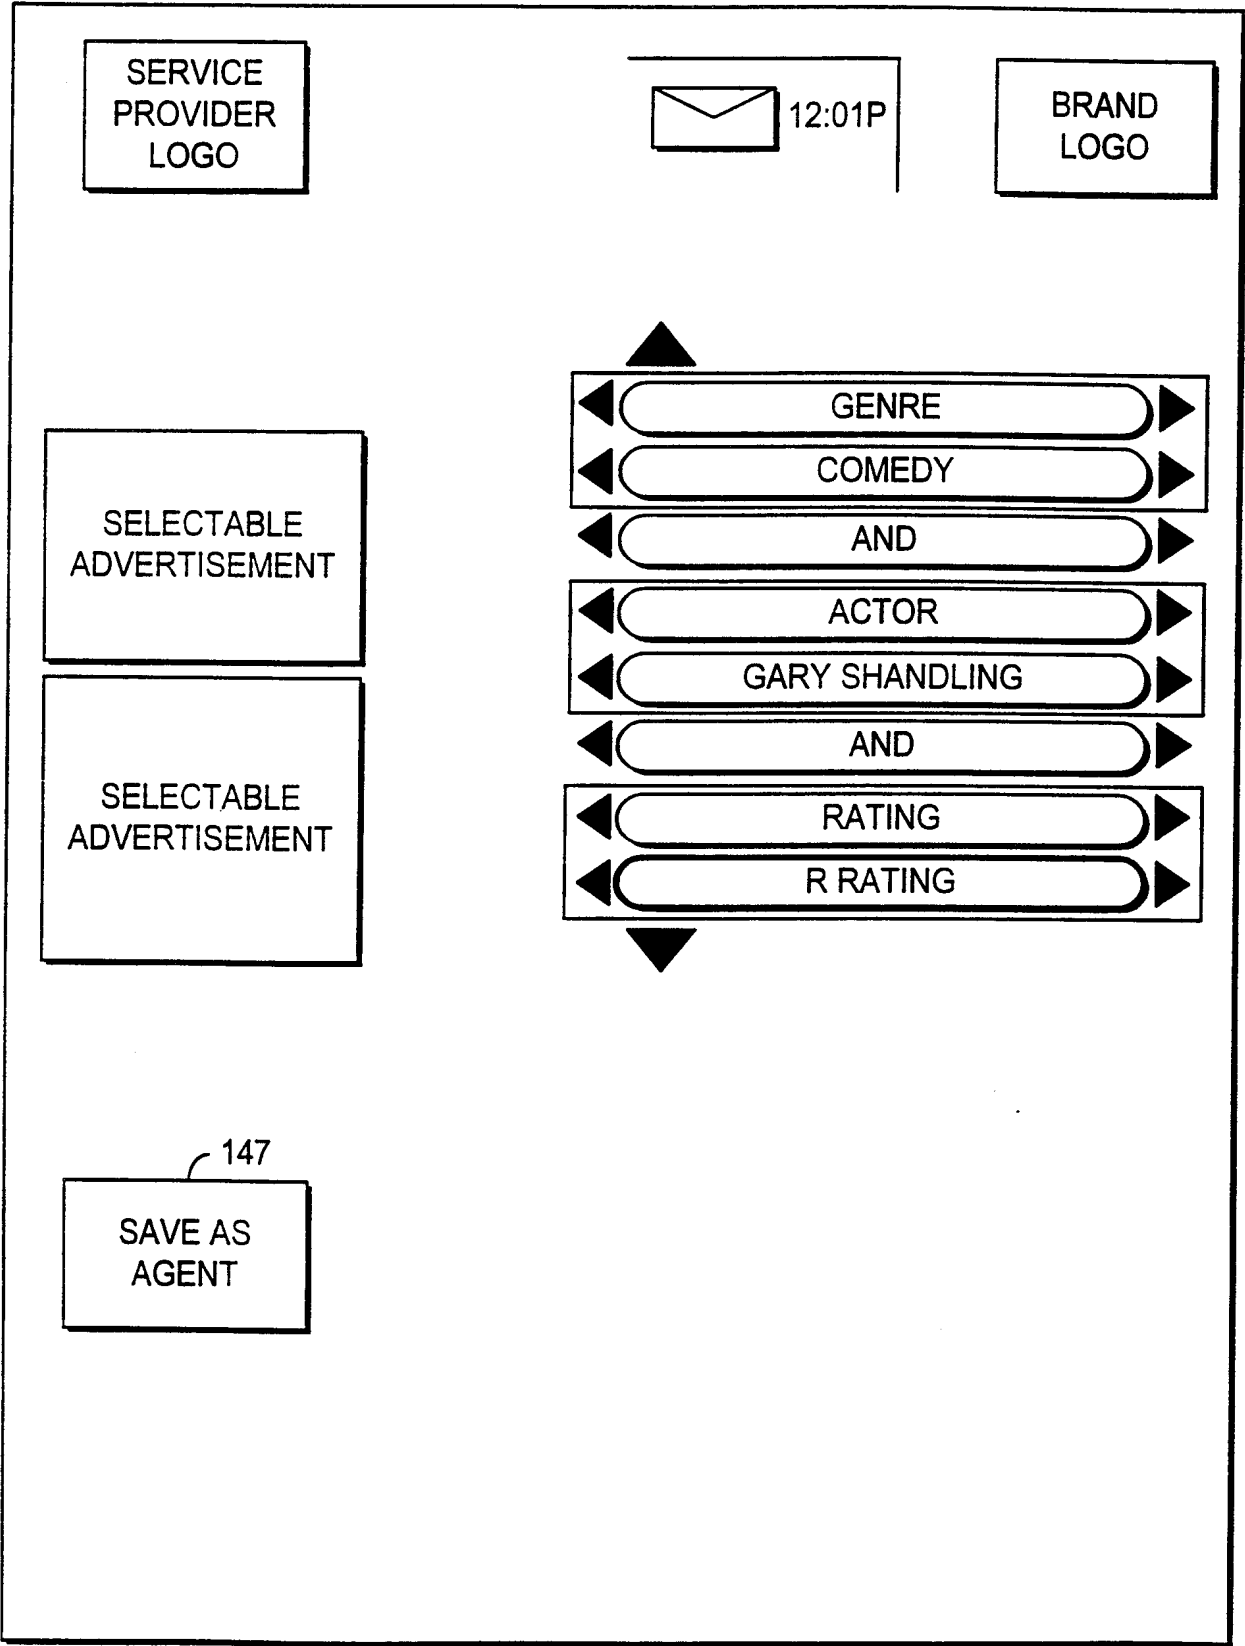 SERVICE
PROVIDER
LOGO
12:01P
BRAND
LOGO
GENRE
COMEDY
AND
ACTOR
GARY SHANDLING
AND
RATING
R RATING
SELECTABLE
ADVERTISEMENT
SELECTABLE
ADVERTISEMENT
147
SAVE AS
AGENT